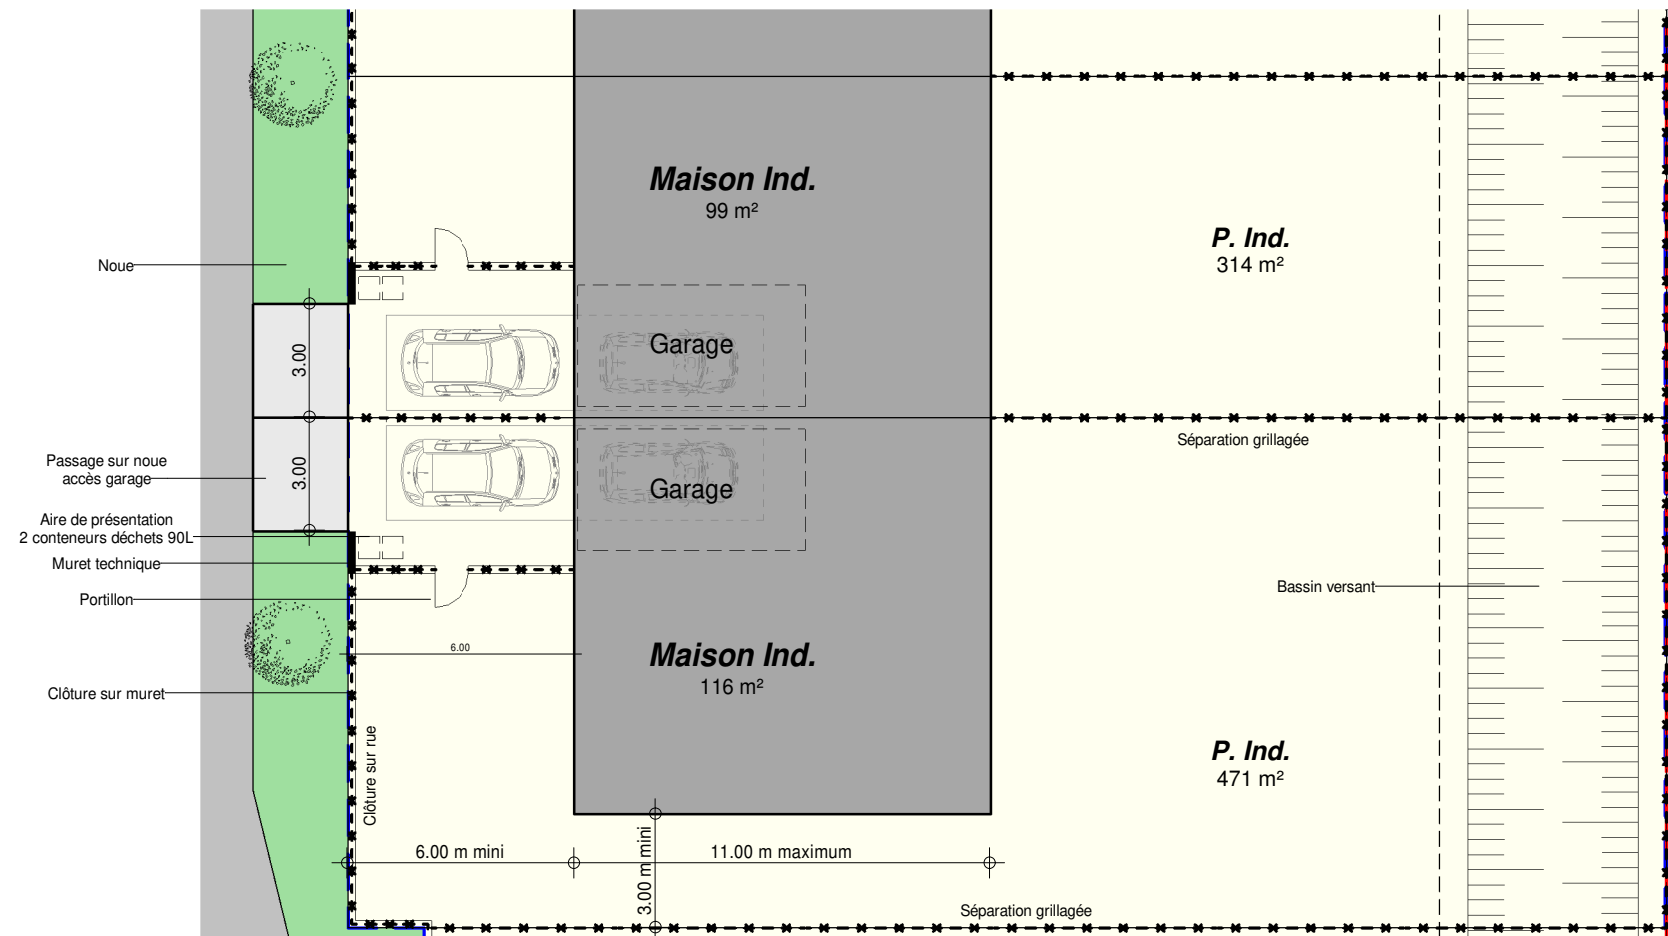 Maison Ind.
99 m²
P. Ind.
314 m²
Noue
Garage
3.00
Séparation grillagée
3.00
Garage
Passage sur noue
accès garage
Aire de présentation
2 conteneurs déchets 90L
Muret technique
Portillon
Bassin versant
6.00
Maison Ind.
116 m²
Clôture sur muret
Clôture sur rue
P. Ind.
471 m²
6.00 m mini
3.00 m mini
11.00 m maximum
Séparation grillagée